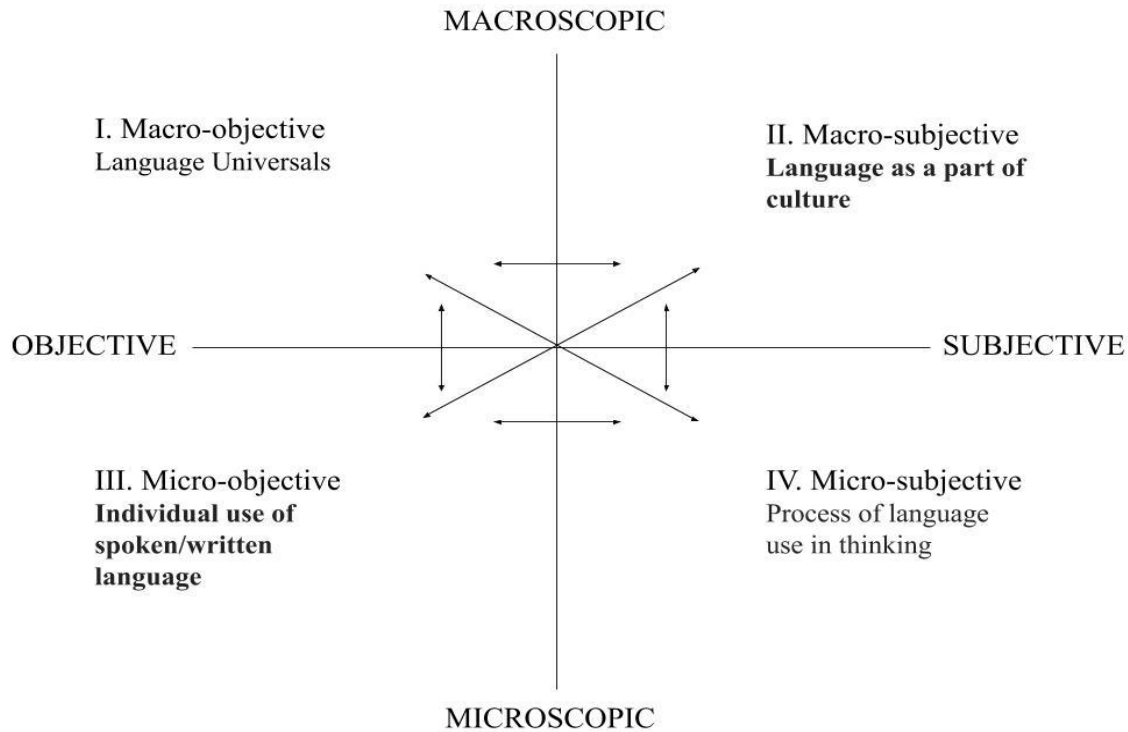 MACROSCOPIC
I. Macro-objective
Language Universals
II. Macro-subjective
Language as a part of
culture
OBJECTIVE
SUBJECTIVE
III. Micro-objective
Individual use of
spoken/written
language
IV. Micro-subjective
Process of language
use in thinking
MICROSCOPIC